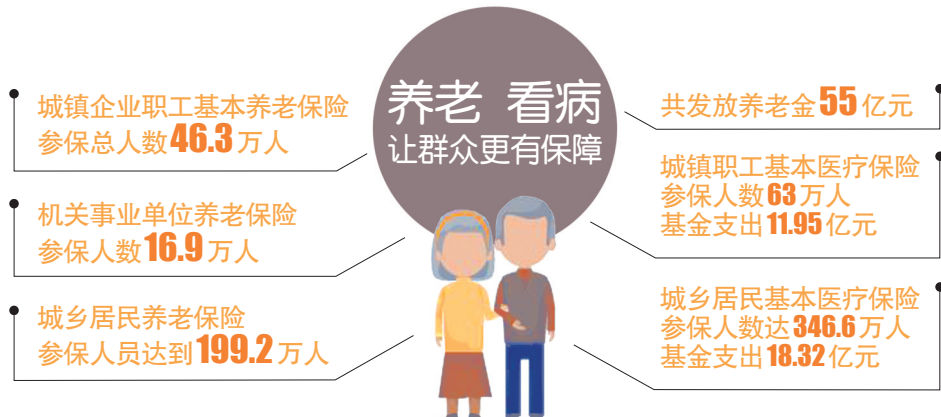 养老 看病
让群众更有保障
城镇企业职工基本养老保险
参保总人数46.3万人
机关事业单位养老保险
参保人数16.9万人
城乡居民养老保险
参保人员达到199.2万人
共发放养老金55亿元
城镇职工基本医疗保险
参保人数63万人
基金支出11.95亿元
城乡居民基本医疗保险
参保人数达346.6万人
基金支出18.32亿元